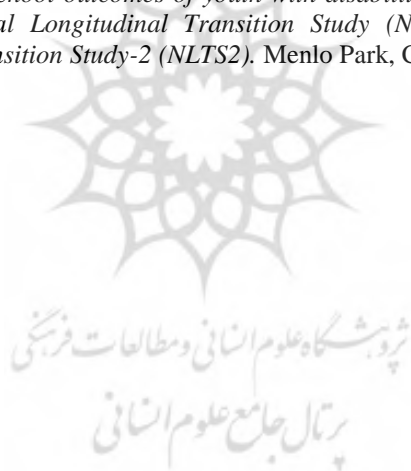 chool outcomes of youth with disabilit
al Longitudinal Transition Study (N
nsition Study-2 (NLTS2). Menlo Park, C
پژوهشگاه علوم انسانی و مطالعات فرهنگی
پرتال جامع علوم انسانی